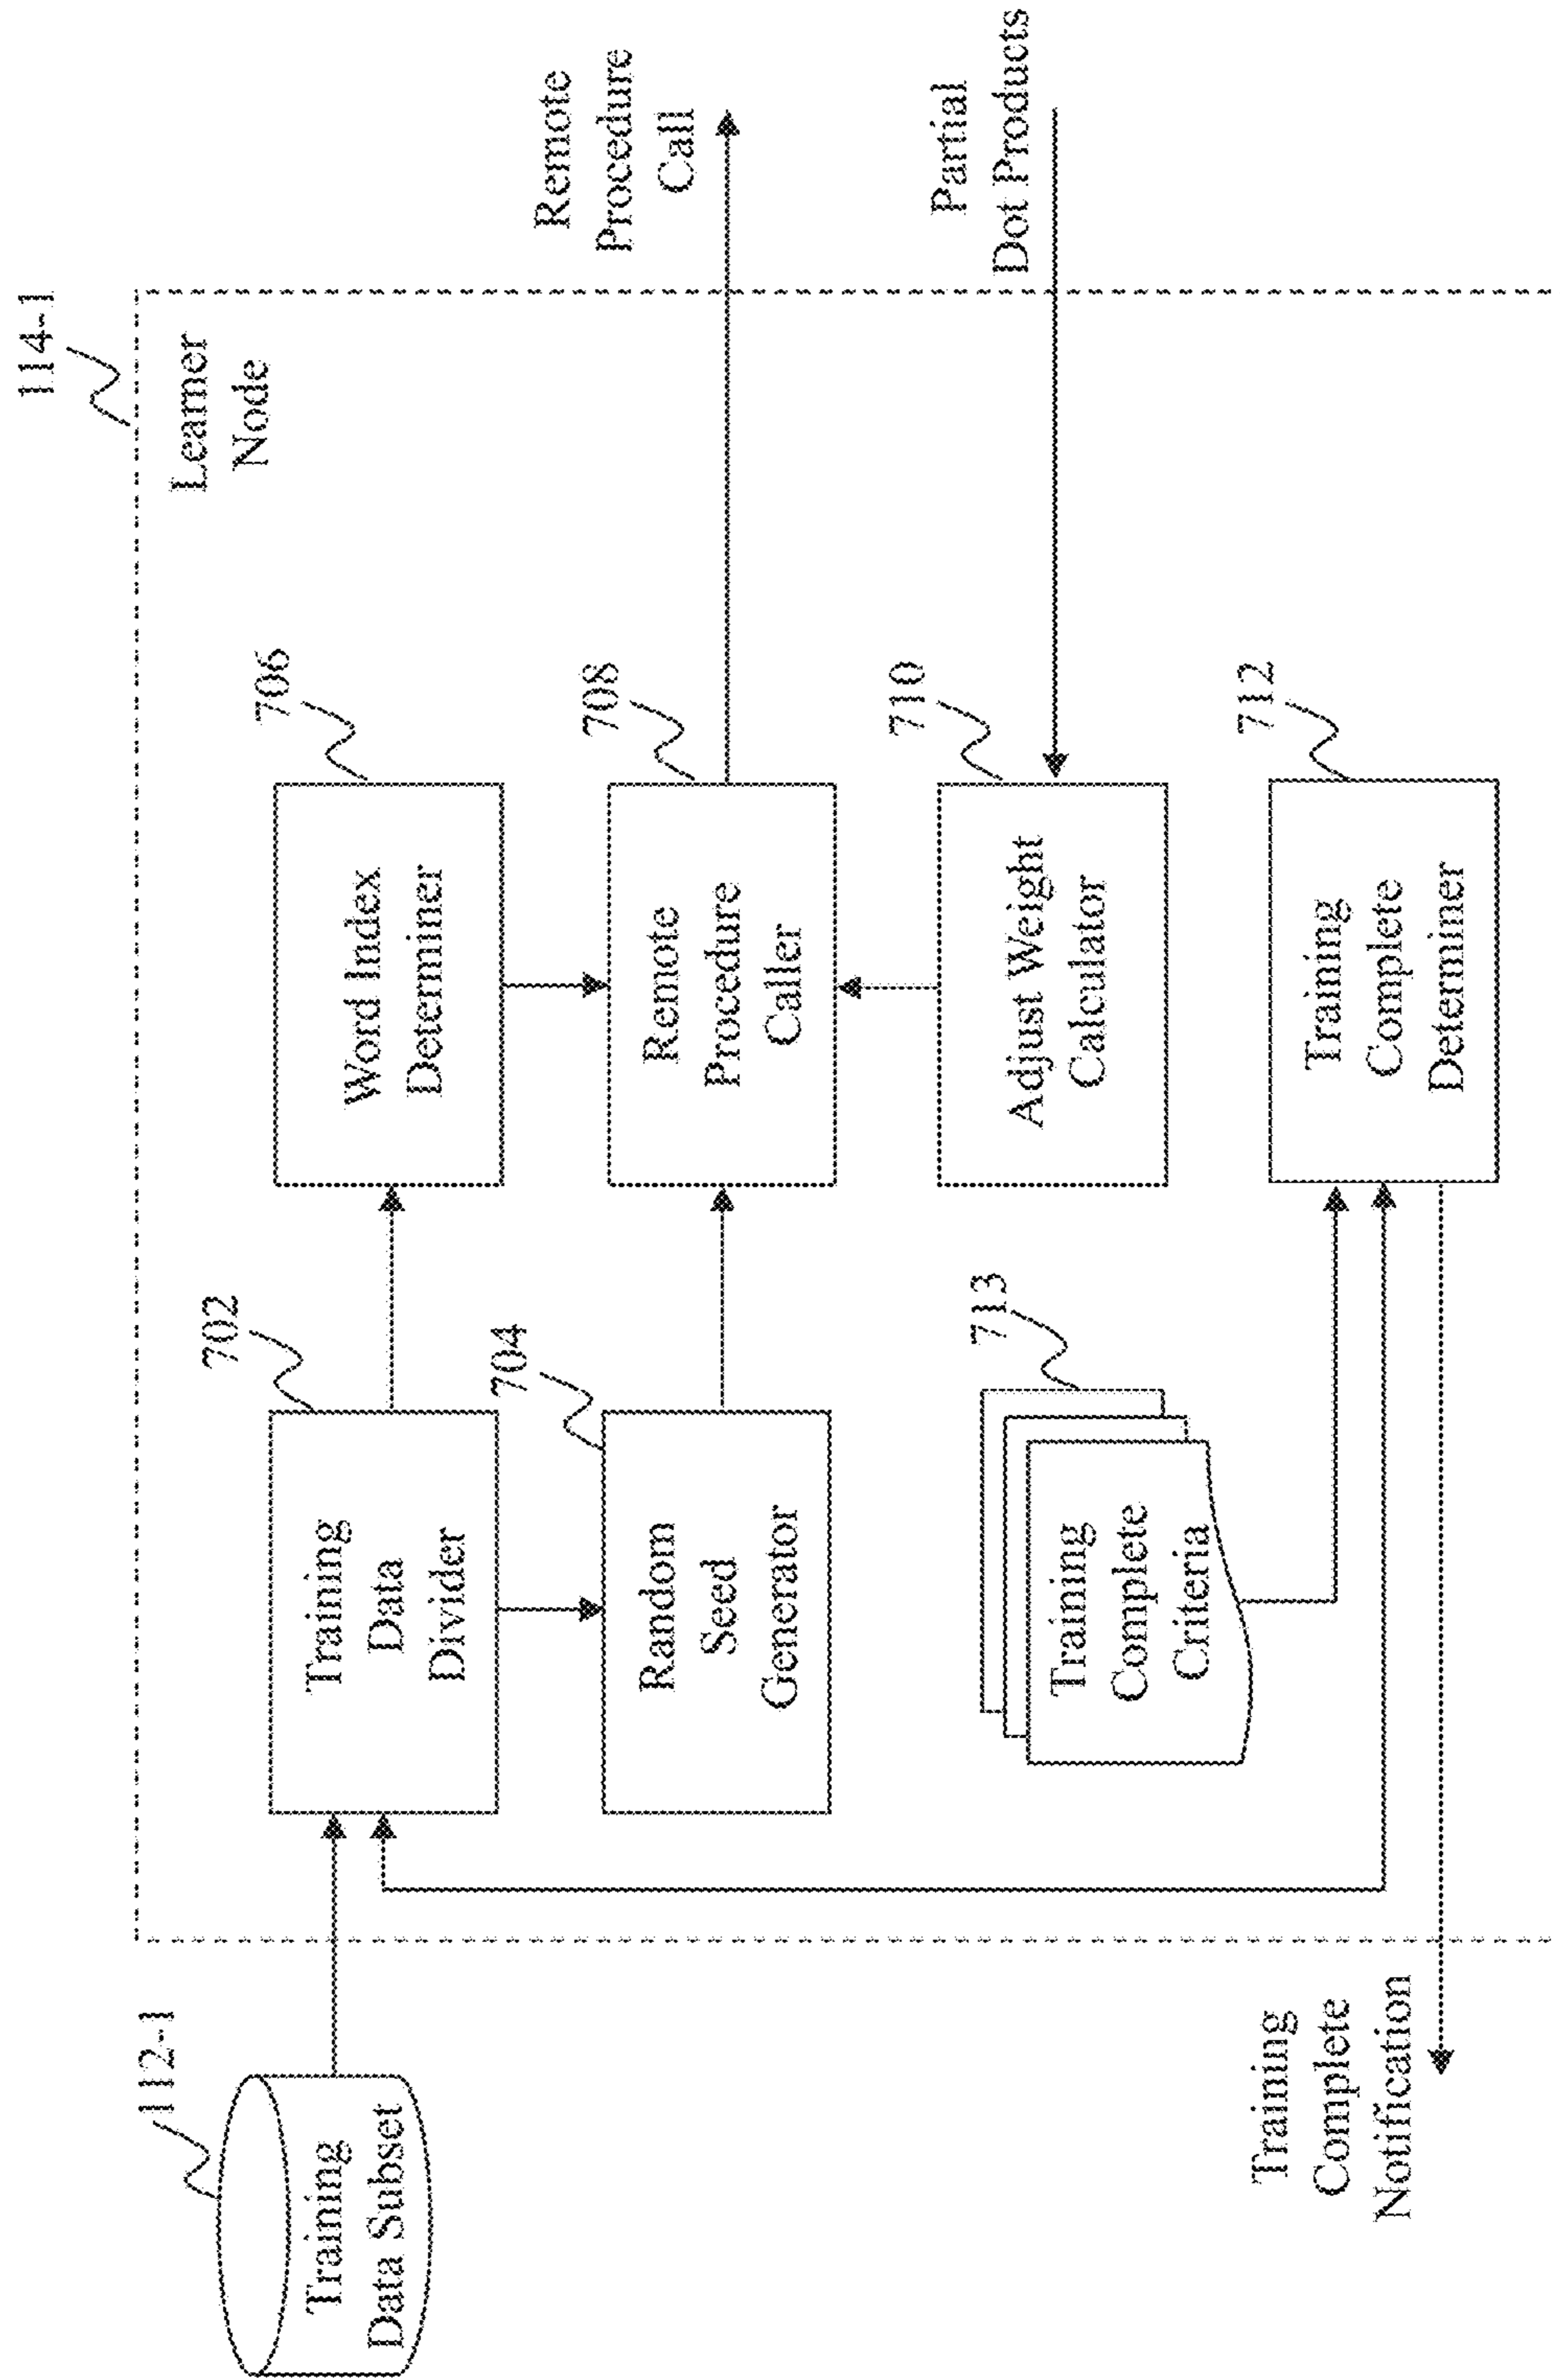 114-1
Learner
Node
112-1
Training
Data Subset
702
Training
Data
Divider
706
Word Index
Determiner
704
Random
Seed
Generator
708
Remote
Procedure
Caller
Remote
Procedure
Call
710
Adjust Weight
Calculator
Partial
Dot Products
713
Training
Complete
Criteria
712
Training
Complete
Determiner
Training
Complete
Notification